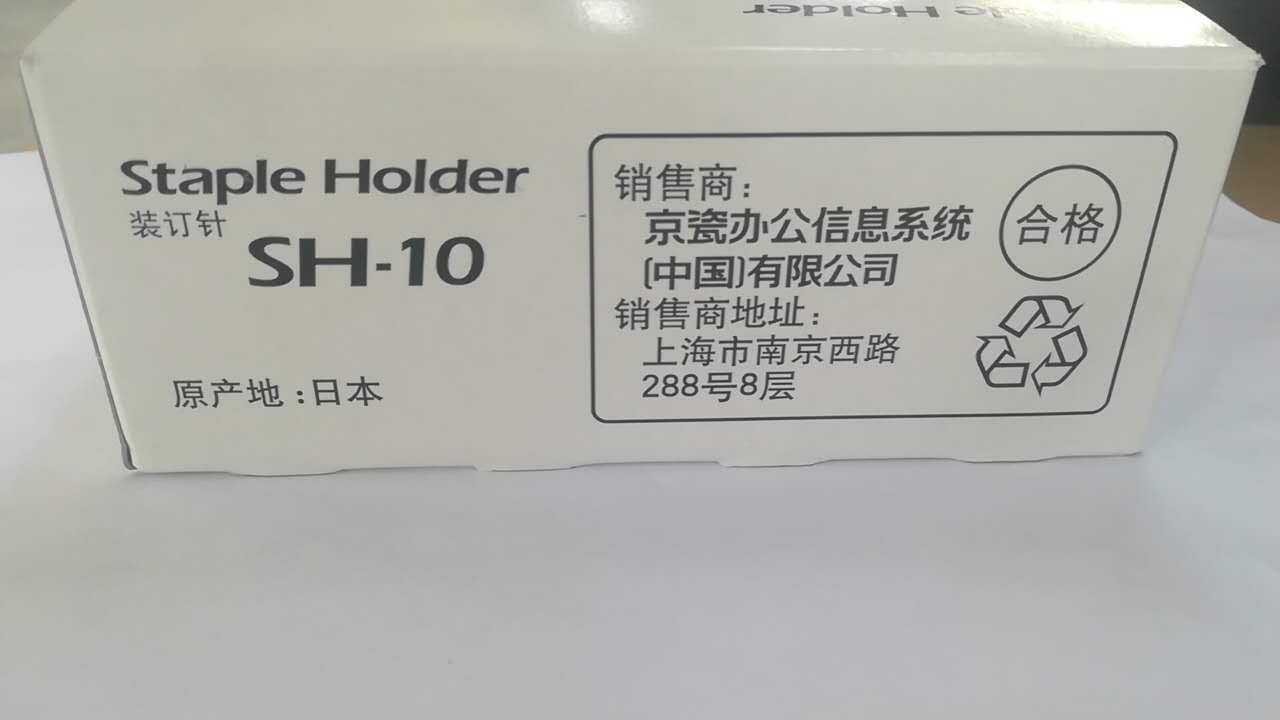 Staple Holder
Staple Holder
装订针
SH-10
原产地:日本
销售商:
京瓷办公信息系统
(中国)有限公司
销售商地址:
上海市南京西路
288号8层
合格